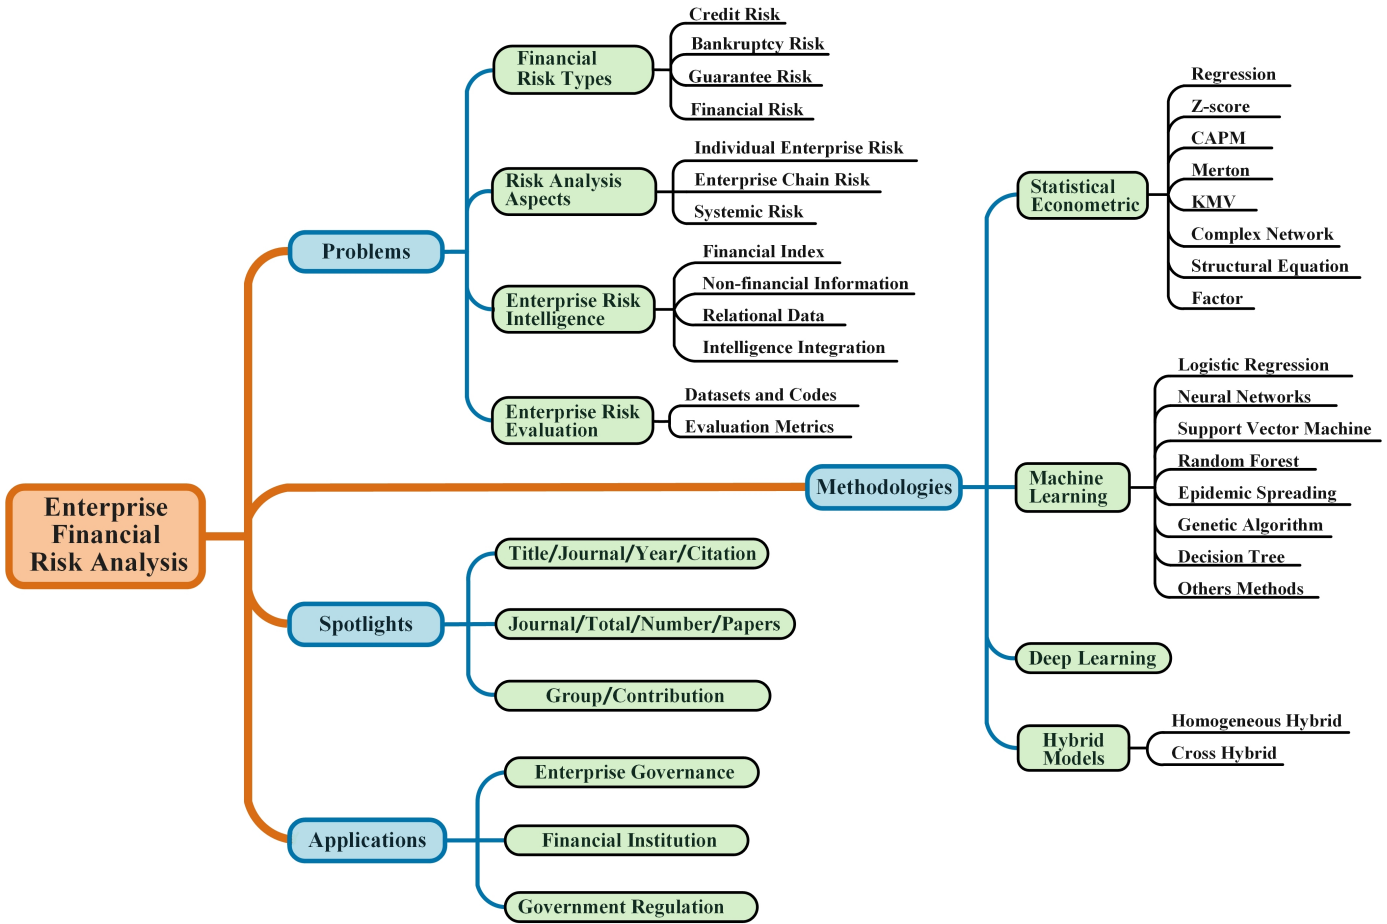 Enterprise
Financial
Risk Analysis
Problems
Financial
Risk Types
Credit Risk
Bankruptcy Risk
Guarantee Risk
Financial Risk
Risk Analysis
Aspects
Individual Enterprise Risk
Enterprise Chain Risk
Systemic Risk
Enterprise Risk
Intelligence
Financial Index
Non-financial Information
Relational Data
Intelligence Integration
Enterprise Risk
Evaluation
Datasets and Codes
Evaluation Metrics
Methodologies
Statistical
Econometric
Regression
Z-score
CAPM
Merton
KMV
Complex Network
Structural Equation
Factor
Machine
Learning
Logistic Regression
Neural Networks
Support Vector Machine
Random Forest
Epidemic Spreading
Genetic Algorithm
Decision Tree
Others Methods
Deep Learning
Hybrid
Models
Homogeneous Hybrid
Cross Hybrid
Spotlights
Title/Journal/Year/Citation
Journal/Total/Number/Papers
Group/Contribution
Applications
Enterprise Governance
Financial Institution
Government Regulation